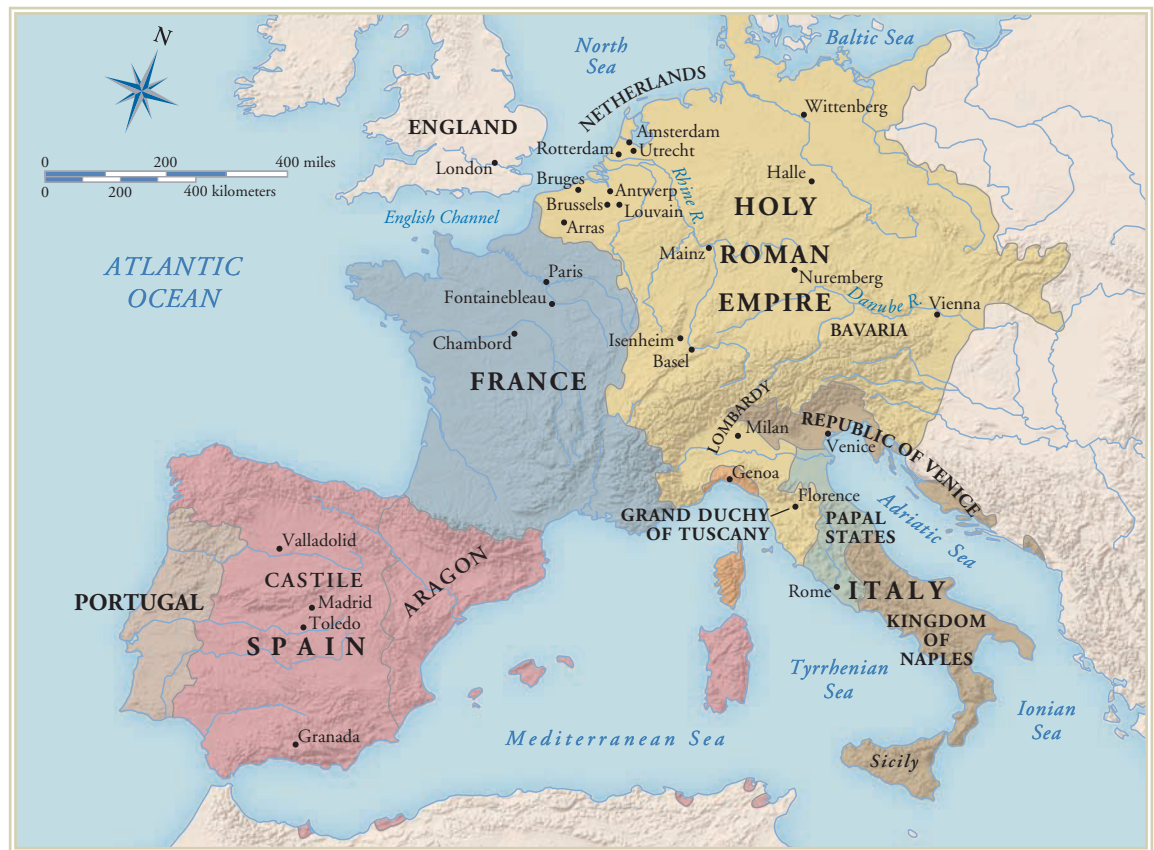 N
0 200 400 miles
0 200 400 kilometers
North
Sea
Baltic Sea
NETHERLANDS
ENGLAND
London
Amsterdam
Rotterdam
Utrecht
Wittenberg
Bruges
Antwerp
Brussels
Louvain
Arras
Rhine R.
Halle
HOLY
ROMAN
EMPIRE
English Channel
ATLANTIC
OCEAN
Mainz
Nuremberg
Paris
Fontainebleau
Danube R.
Vienna
BAVARIA
Chambord
Isenheim
Basel
FRANCE
LOMBARDY
Milan
REPUBLIC OF VENICE
Venice
Genoa
Florence
GRAND DUCHY
OF TUSCANY
PAPAL
STATES
Adriatic Sea
Valladolid
CASTILE
ARAGON
PORTUGAL
Madrid
Toledo
SPAIN
Rome
ITALY
KINGDOM
OF
NAPLES
Tyrrhenian
Sea
Ionian
Sea
Granada
Mediterranean Sea
Sicily